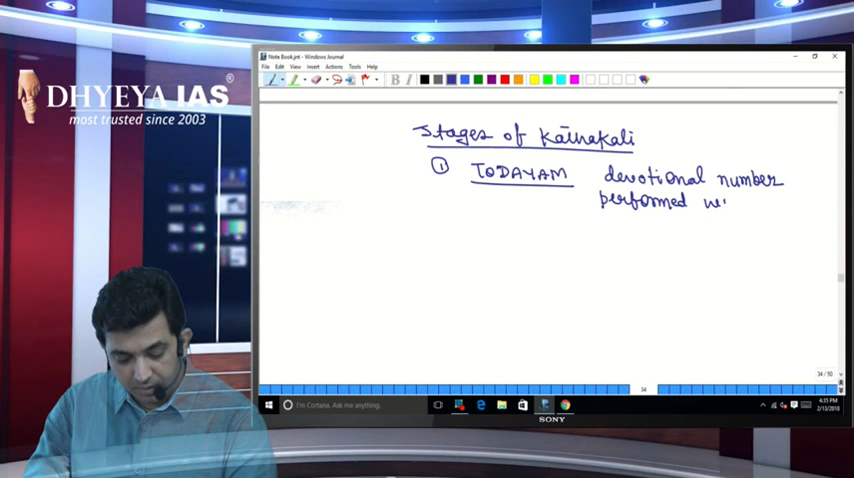 DHYEYA IAS®
most trusted since 2003
Note Book.jnt - Windows Journal
File Edit View Insert Actions Tools Help
B I
Stages of Kathakali
① TODAYAM devotional number
performed
34 / 50
34
I'm Cortana. Ask me anything.
4:35 PM
2/13/2018
SONY